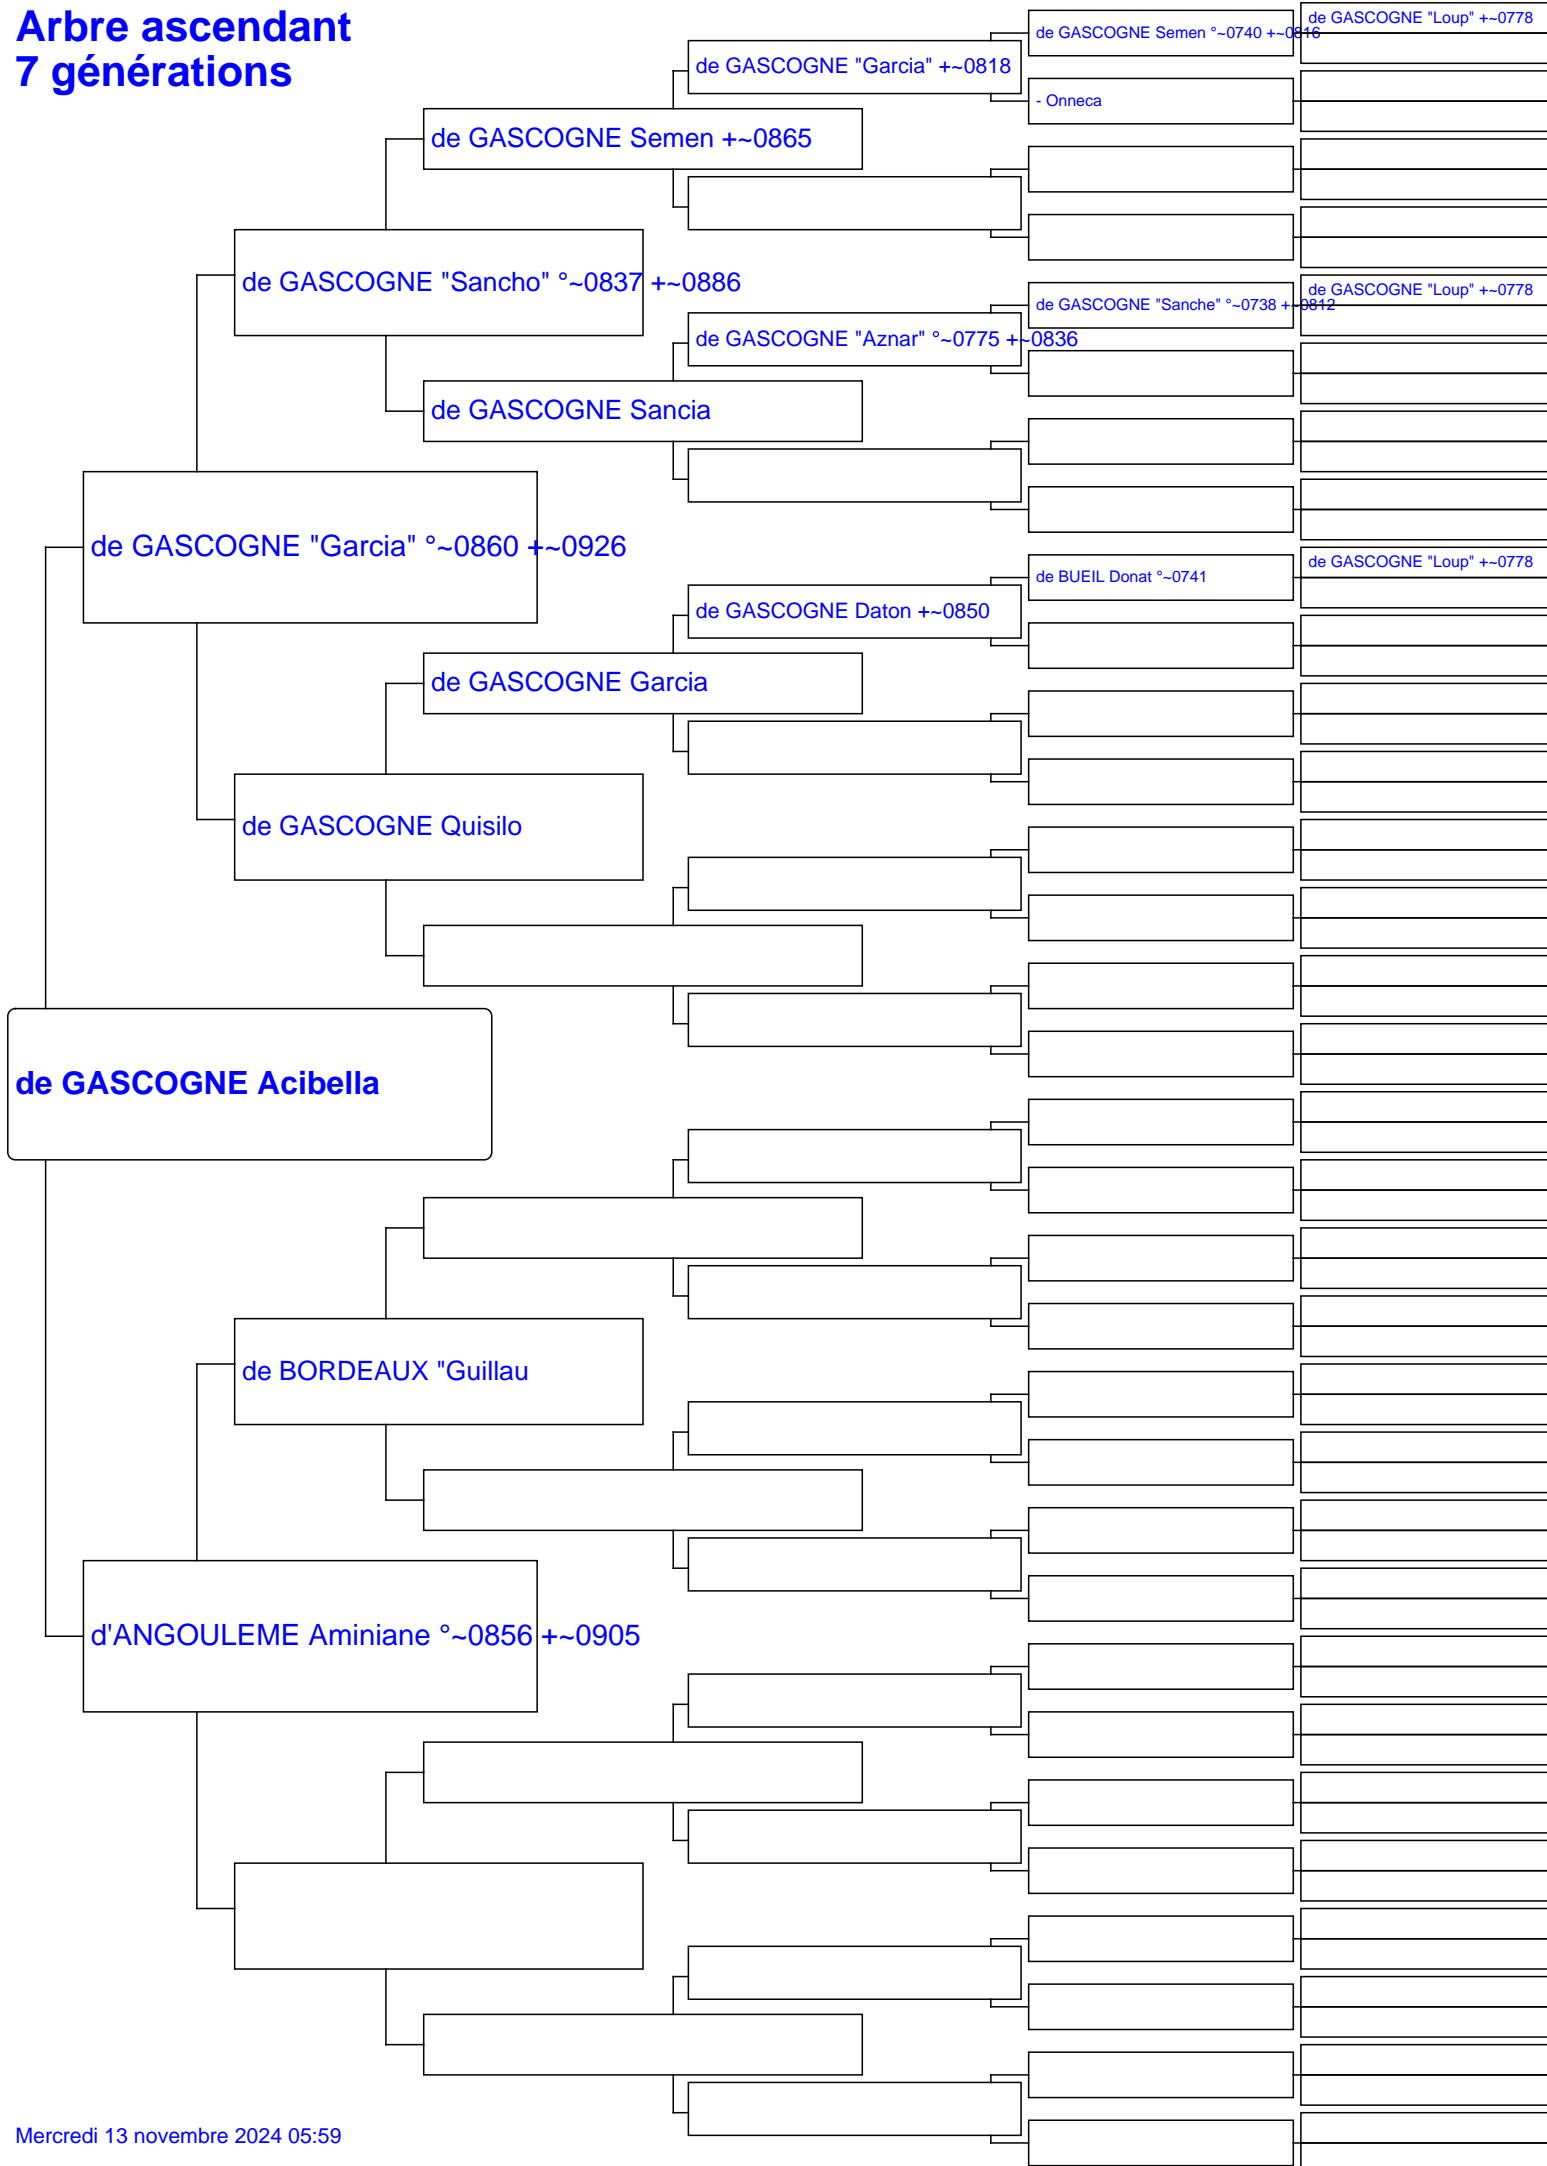 Arbre ascendant
7 générations
de GASCOGNE "Loup" +~0778
de GASCOGNE Semen °~0740 +~0816
de GASCOGNE "Garcia" +~0818
- Onneca
de GASCOGNE Semen +~0865
de GASCOGNE "Sancho" °~0837 +~0886
de GASCOGNE "Loup" +~0778
de GASCOGNE "Sanche" °~0738 +~0812
de GASCOGNE "Aznar" °~0775 +~0836
de GASCOGNE Sancia
de GASCOGNE "Garcia" °~0860 +~0926
de GASCOGNE "Loup" +~0778
de BUEIL Donat °~0741
de GASCOGNE Daton +~0850
de GASCOGNE Garcia
de GASCOGNE Quisilo
de GASCOGNE Acibella
de BORDEAUX "Guillau
d'ANGOULEME Aminiane °~0856 +~0905
Mercredi 13 novembre 2024 05:59